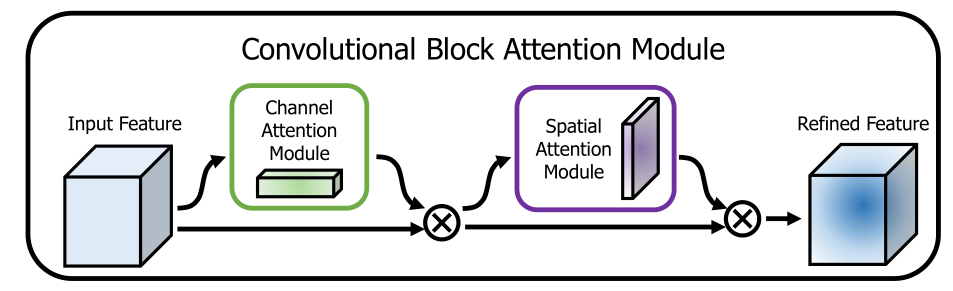 Convolutional Block Attention Module
Input Feature
Channel
Attention
Module
Spatial
Attention
Module
Refined Feature